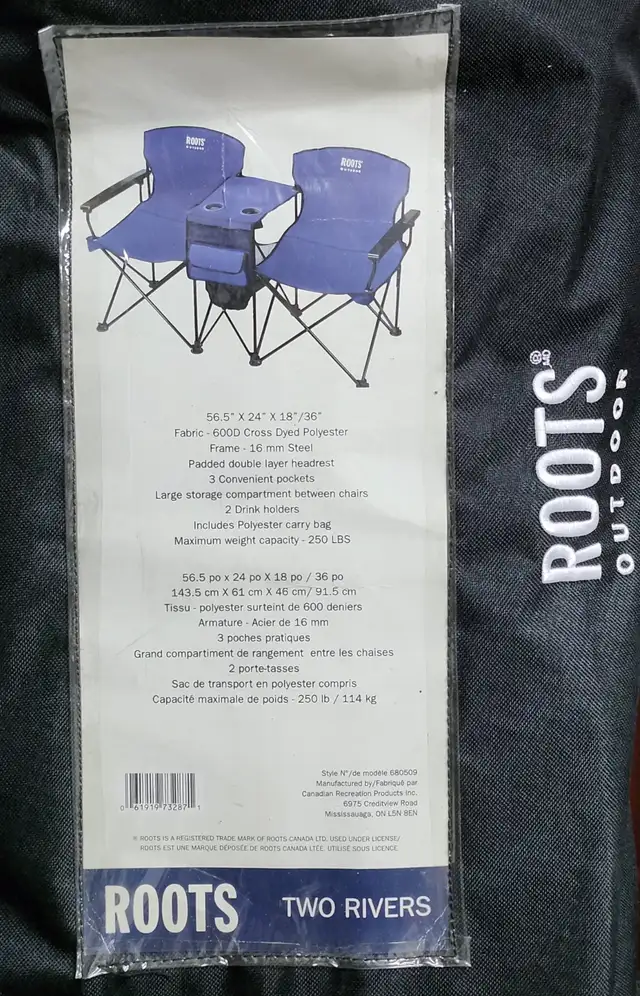 ROOTS
OUTDOOR
ROOTS
OUTDOOR
56.5" X 24" X 18"/36"
Fabric - 600D Cross Dyed Polyester
Frame - 16 mm Steel
Padded double layer headrest
3 Convenient pockets
Large storage compartment between chairs
2 Drink holders
Includes Polyester carry bag
Maximum weight capacity - 250 LBS
56.5 po x 24 po X 18 po / 36 po
143.5 cm X 61 cm X 46 cm/ 91.5 cm
Tissu - polyester surteint de 600 deniers
Armature - Acier de 16 mm
3 poches pratiques
Grand compartiment de rangement entre les chaises
2 porte-tasses
Sac de transport en polyester compris
Capacité maximale de poids - 250 lb / 114 kg
0 61919 73287 1
Style N°/de modèle 680509
Manufactured by/Fabriqué par
Canadian Recreation Products Inc.
6975 Creditview Road
Mississauga, ON L5N 8EN
® ROOTS IS A REGISTERED TRADE MARK OF ROOTS CANADA LTD. USED UNDER LICENSE/
ROOTS EST UNE MARQUE DÉPOSÉE DE ROOTS CANADA LTÉE. UTILISÉ SOUS LICENCE.
ROOTS TWO RIVERS
ROOTS ® MD
OUTDOOR